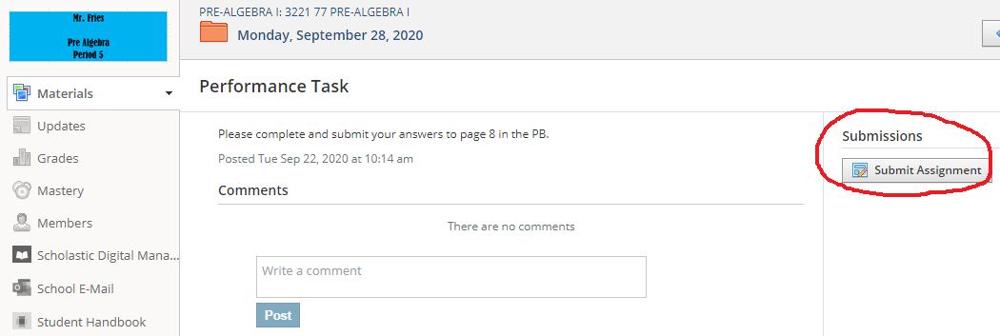 Mr. Fries
Pre Algebra
Period 5
PRE-ALGEBRA I: 3221 77 PRE-ALGEBRA I
Monday, September 28, 2020
Materials
Updates
Grades
Mastery
Members
Scholastic Digital Mana...
School E-Mail
Student Handbook
Performance Task
Please complete and submit your answers to page 8 in the PB.
Posted Tue Sep 22, 2020 at 10:14 am
Comments
There are no comments
Write a comment
Post
Submissions
Submit Assignment